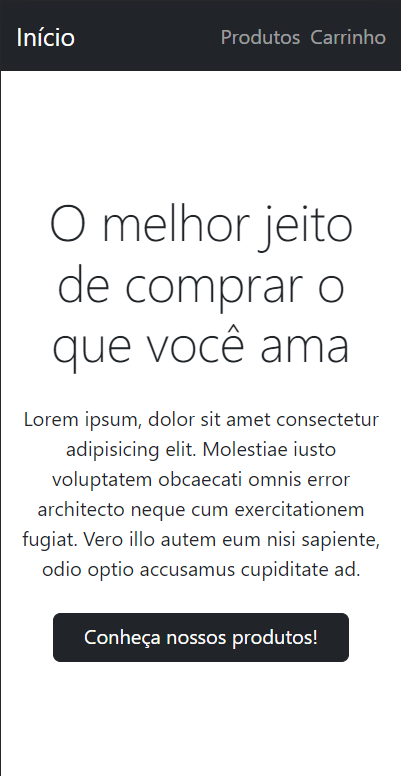 Início Produtos Carrinho
O melhor jeito
de comprar o
que você ama
Lorem ipsum, dolor sit amet consectetur
adipisicing elit. Molestiae iusto
voluptatem obcaecati omnis error
architecto neque cum exercitationem
fugiat. Vero illo autem eum nisi sapiente,
odio optio accusamus cupiditate ad.
Conheça nossos produtos!